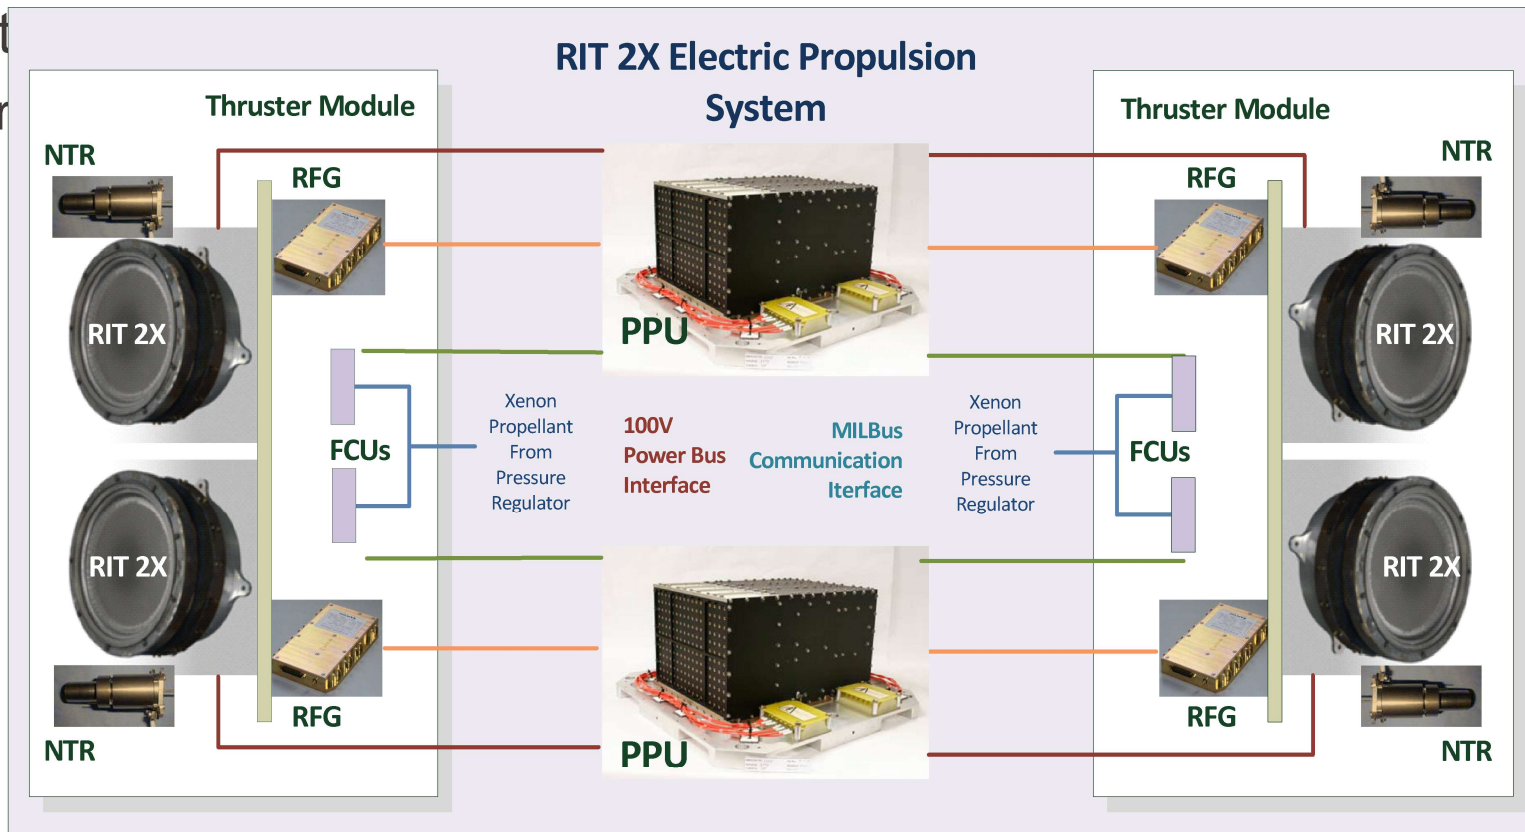 RIT 2X Electric Propulsion
System
Thruster Module
NTR
RFG
RIT 2X
FCUs
RIT 2X
RFG
NTR
PPU
Xenon
Propellant
From
Pressure
Regulator
100V
Power Bus
Interface
MILBus
Communication
Iterface
Xenon
Propellant
From
Pressure
Regulator
PPU
Thruster Module
NTR
RFG
RIT 2X
FCUs
RIT 2X
RFG
NTR